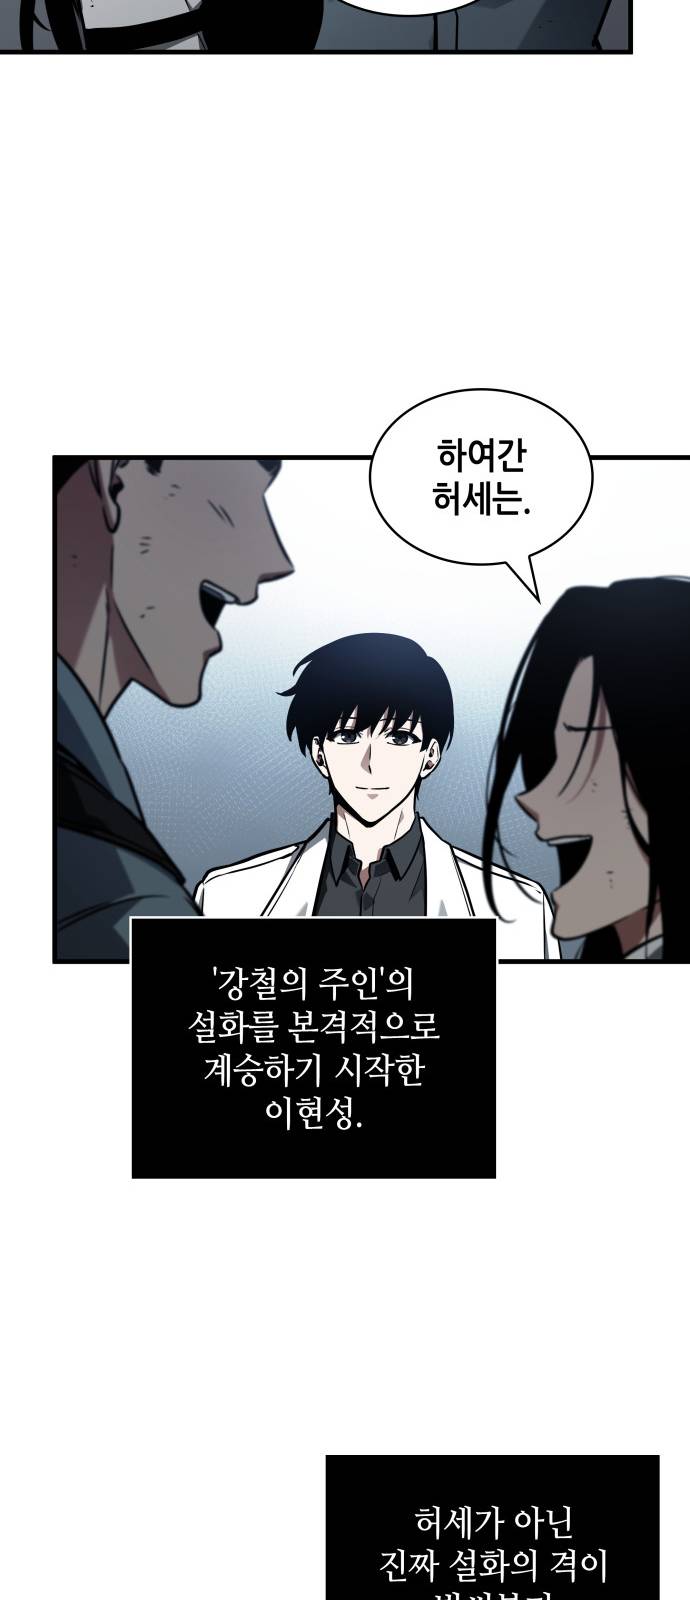 하여간
허세는.
'강철의 주인'의
설화를 본격적으로
계승하기 시작한
이현성.
허세가 아닌
진짜 설화의 격이